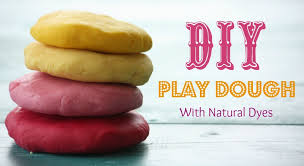 DIY
PLAY DOUGH
With Natural Dyes